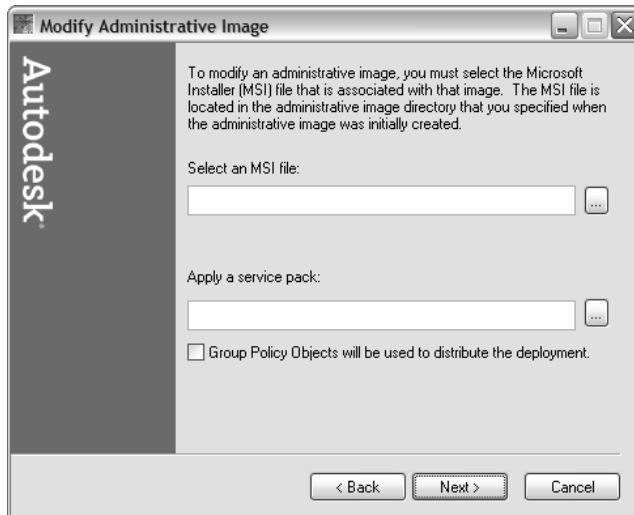 Modify Administrative Image
Autodesk®
To modify an administrative image, you must select the Microsoft
Installer (MSI) file that is associated with that image.  The MSI file is
located in the administrative image directory that you specified when
the administrative image was initially created.
Select an MSI file:
...
Apply a service pack:
...
Group Policy Objects will be used to distribute the deployment.
< Back
Next >
Cancel